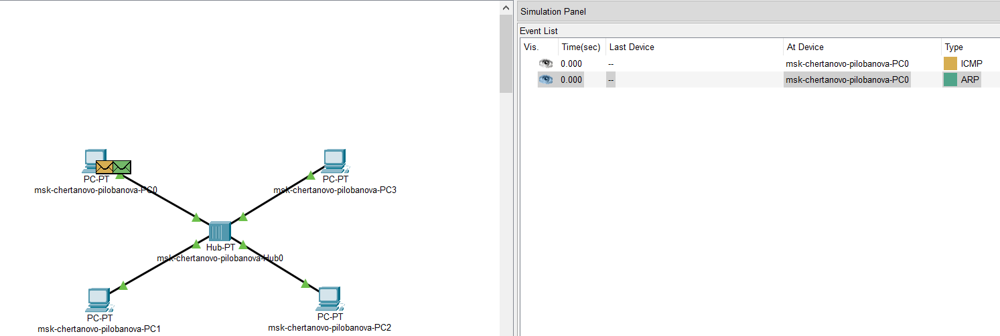 Simulation Panel
Event List
Vis. Time(sec) Last Device At Device Type
0.000 -- msk-chertanovo-pilobanova-PC0 ICMP
0.000 -- msk-chertanovo-pilobanova-PC0 ARP
PC-PT
msk-chertanovo-pilobanova-PC0
PC-PT
msk-chertanovo-pilobanova-PC3
Hub-PT
msk-chertanovo-pilobanova-Hub0
PC-PT
msk-chertanovo-pilobanova-PC1
PC-PT
msk-chertanovo-pilobanova-PC2